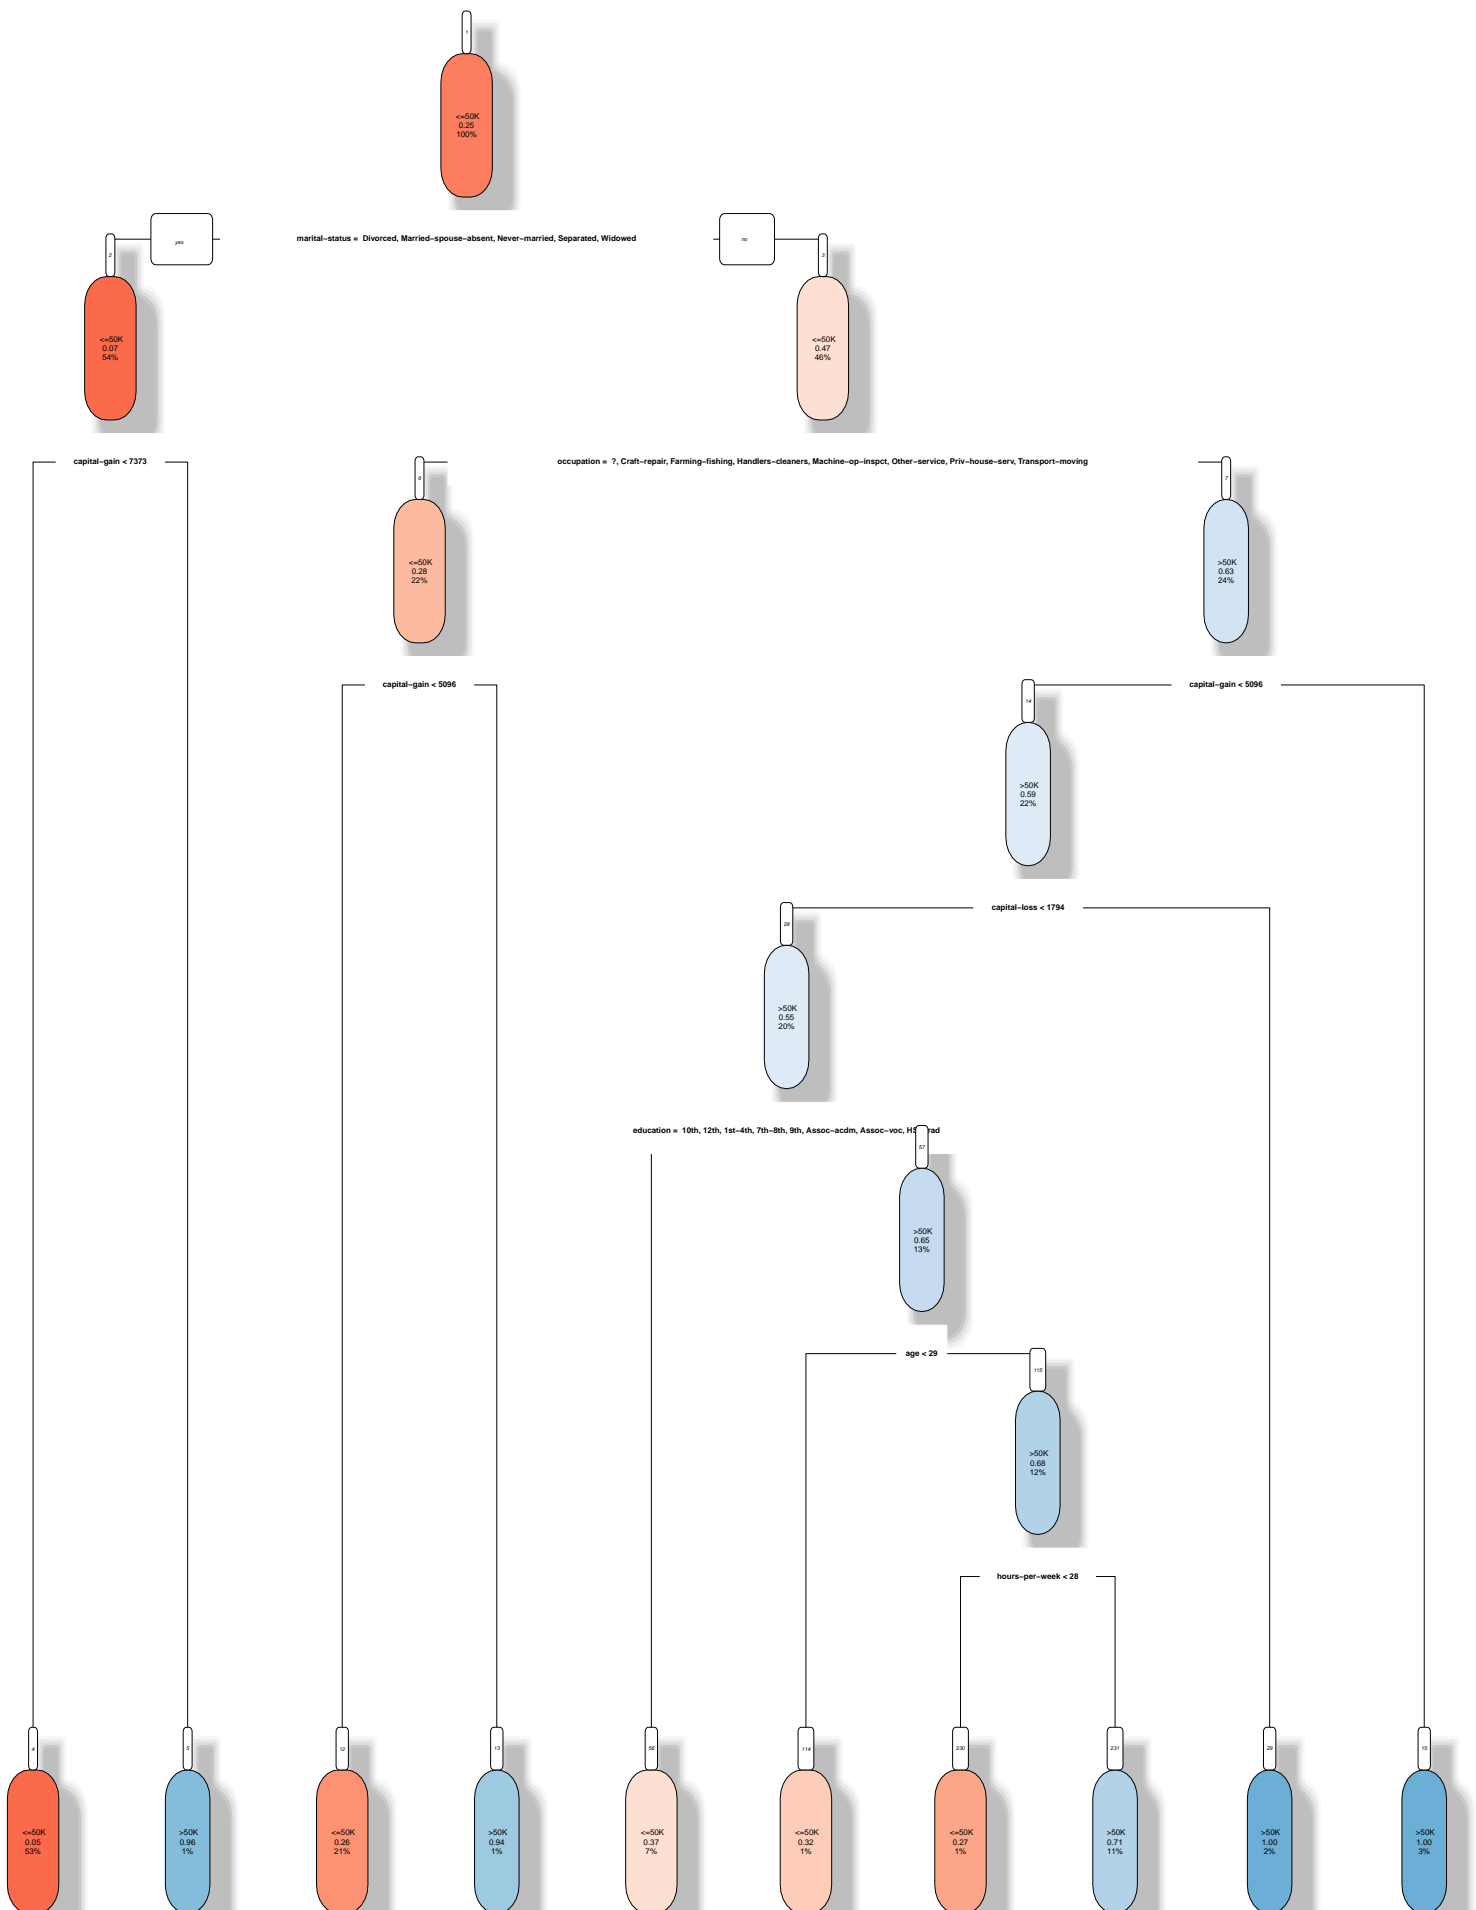 1
<=50K
0.25
100%
yes
marital–status = Divorced, Married–spouse–absent, Never–married, Separated, Widowed
no
2
<=50K
0.07
54%
3
<=50K
0.47
46%
capital–gain < 7373
6
<=50K
0.28
22%
occupation = ?, Craft–repair, Farming–fishing, Handlers–cleaners, Machine–op–inspct, Other–service, Priv–house–serv, Transport–moving
7
>50K
0.63
24%
capital–gain < 5096
14
>50K
0.59
22%
capital–gain < 5096
28
>50K
0.55
20%
capital–loss < 1794
education = 10th, 12th, 1st–4th, 7th–8th, 9th, Assoc–acdm, Assoc–voc,
57
>50K
0.65
13%
age < 29
115
>50K
0.68
12%
hours–per–week < 28
4
<=50K
0.05
53%
5
>50K
0.96
1%
12
<=50K
0.26
21%
13
>50K
0.94
1%
56
<=50K
0.37
7%
114
<=50K
0.32
1%
230
<=50K
0.27
1%
231
>50K
0.71
11%
29
>50K
1.00
2%
15
>50K
1.00
3%